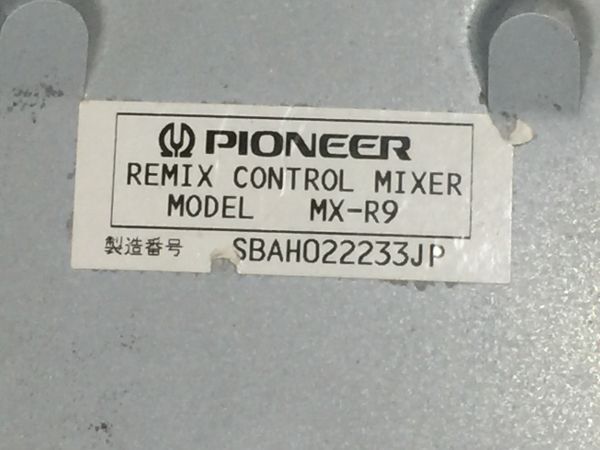 PIONEER
REMIX CONTROL MIXER
MODEL MX-R9
製造番号 SBAH022233JP